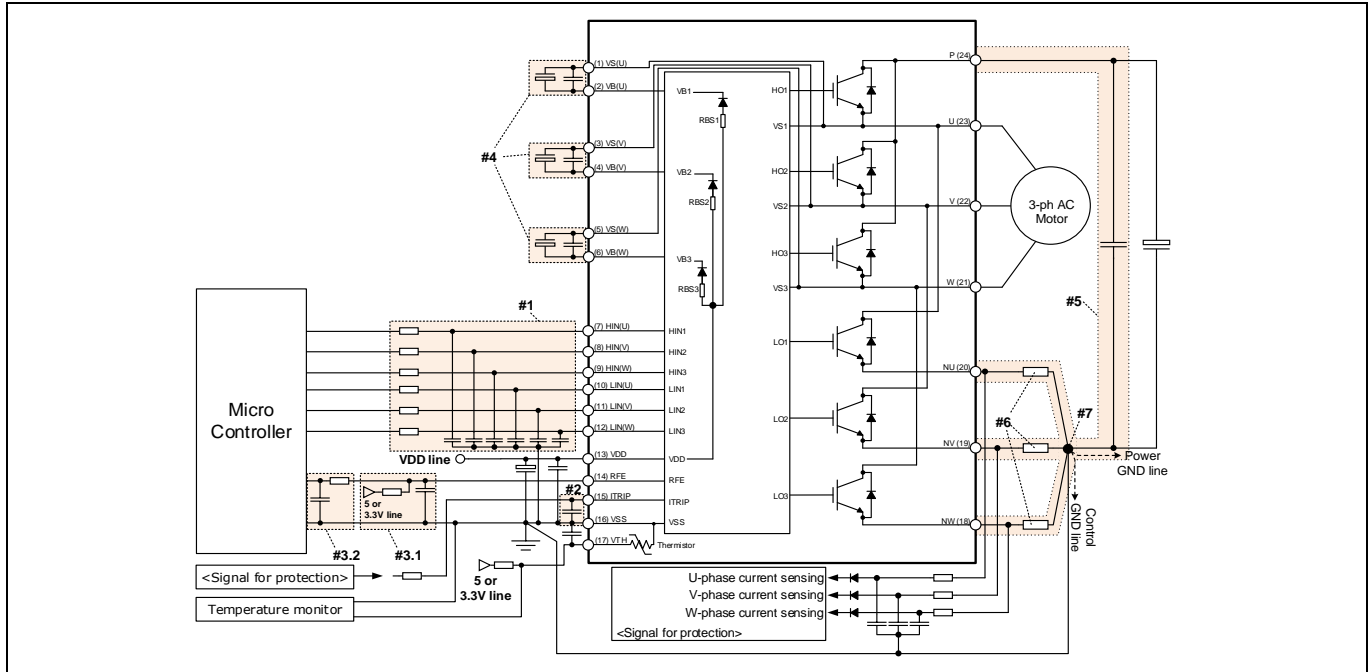 (1) VS(U)
(2) VB(U)
(3) VS(V)
(4) VB(V)
(5) VS(W)
(6) VB(W)
#4
VB1
RBS1
VB2
RBS2
VB3
RBS3
HO1
VS1
HO2
VS2
HO3
VS3
LO1
LO2
LO3
P (24)
U (23)
V (22)
W (21)
3-ph AC
Motor
#5
Micro
Controller
#1
(7) HIN(U)
(8) HIN(V)
(9) HIN(W)
(10) LIN(U)
(11) LIN(V)
(12) LIN(W)
(13) VDD
(14) RFE
(15) ITRIP
(16) VSS
(17) VTH
HIN1
HIN2
HIN3
LIN1
LIN2
LIN3
VDD
RFE
ITRIP
VSS
Thermistor
VDD line
#2
5 or
3.3V line
#3.2
#3.1
5 or
3.3V line
<Signal for protection>
Temperature monitor
NU (20)
NV (19)
NW (18)
#6
#7
Power
GND line
Control
GND line
U-phase current sensing
V-phase current sensing
W-phase current sensing
<Signal for protection>